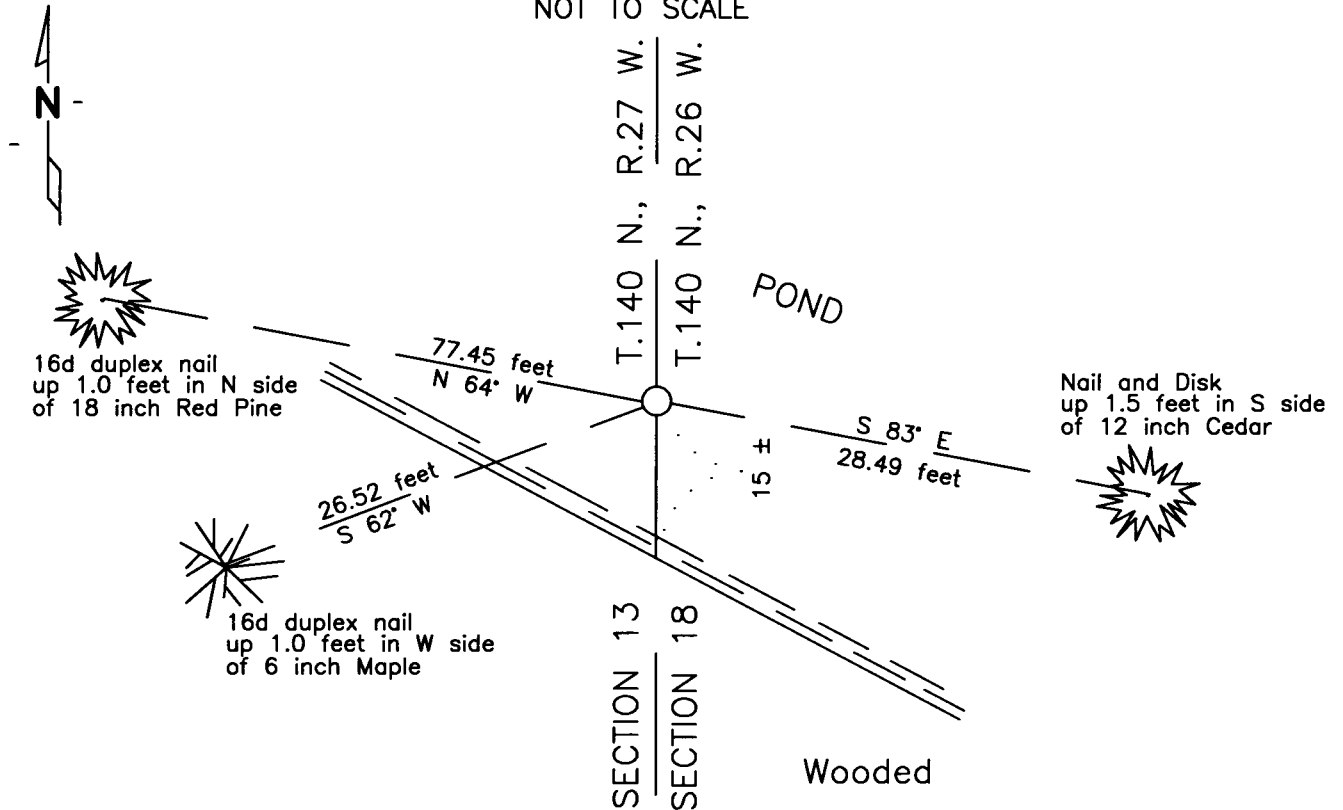 NOT TO SCALE
N
T.140 N., R.27 W.
T.140 N., R.26 W.
POND
16d duplex nail
up 1.0 feet in N side
of 18 inch Red Pine
77.45 feet
N 64° W
Nail and Disk
up 1.5 feet in S side
of 12 inch Cedar
S 83° E
28.49 feet
15 ±
26.52 feet
S 62° W
16d duplex nail
up 1.0 feet in W side
of 6 inch Maple
SECTION 13
SECTION 18
Wooded